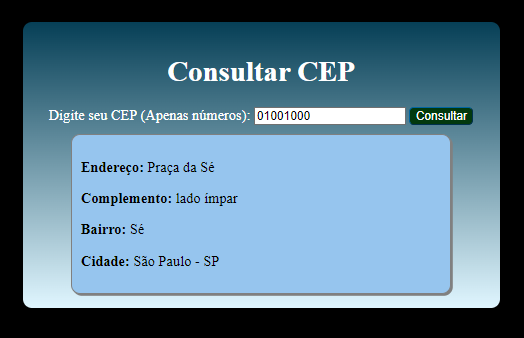 Consultar CEP
Digite seu CEP (Apenas números): 01001000 Consultar
Endereço: Praça da Sé
Complemento: lado ímpar
Bairro: Sé
Cidade: São Paulo - SP